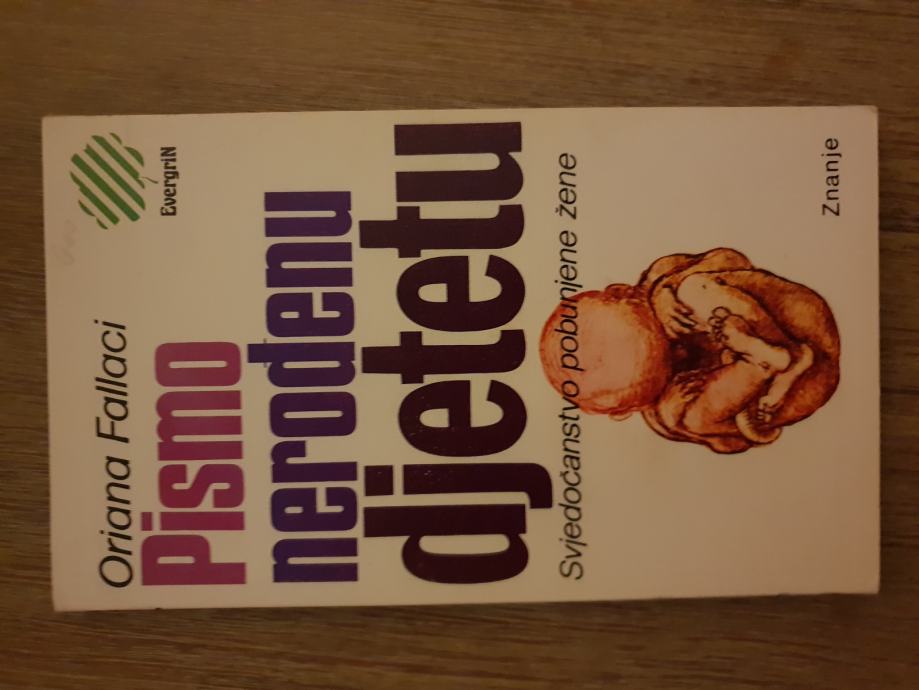 Oriana Fallaci
EvergriN
Pismo
nerođenu
djetetu
Svjedočanstvo pobunjene žene
Znanje